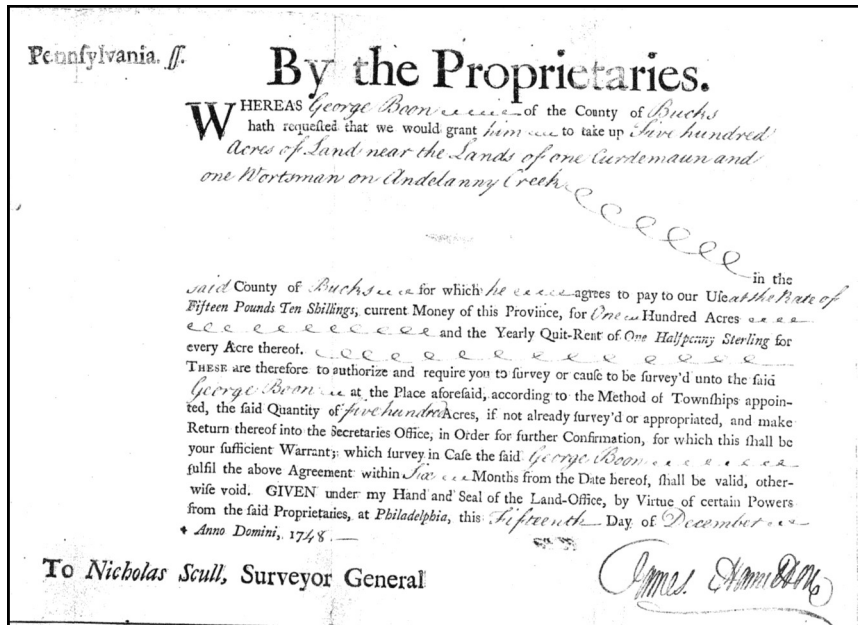 Pennsylvania. ss.
By the Proprietaries.
WHEREAS George Boon of the County of Bucks
hath requested that we would grant him to take up Five hundred
Acres of Land near the Lands of one Curdemaun and
one Wortsman on Andelanny Creek
in the
said County of Bucks for which he agrees to pay to our Use at the Rate of
Fifteen Pounds Ten Shillings, current Money of this Province, for One Hundred Acres
and the Yearly Quit-Rent of One Halfpenny Sterling for
every Acre thereof.
THESE are therefore to authorize and require you to survey or cause to be survey'd unto the said
George Boon at the Place aforesaid, according to the Method of Townships appoin-
ted, the said Quantity of five hundred Acres, if not already survey'd or appropriated, and make
Return thereof into the Secretaries Office, in Order for further Confirmation, for which this shall be
your sufficient Warrant; which survey in Case the said George Boon
fulfil the above Agreement within Six Months from the Date hereof, shall be valid, other-
wise void. GIVEN under my Hand and Seal of the Land-Office, by Virtue of certain Powers
from the said Proprietaries, at Philadelphia, this Fifteenth Day of December
Anno Domini, 1748.
To Nicholas Scull, Surveyor General
James Hamilton